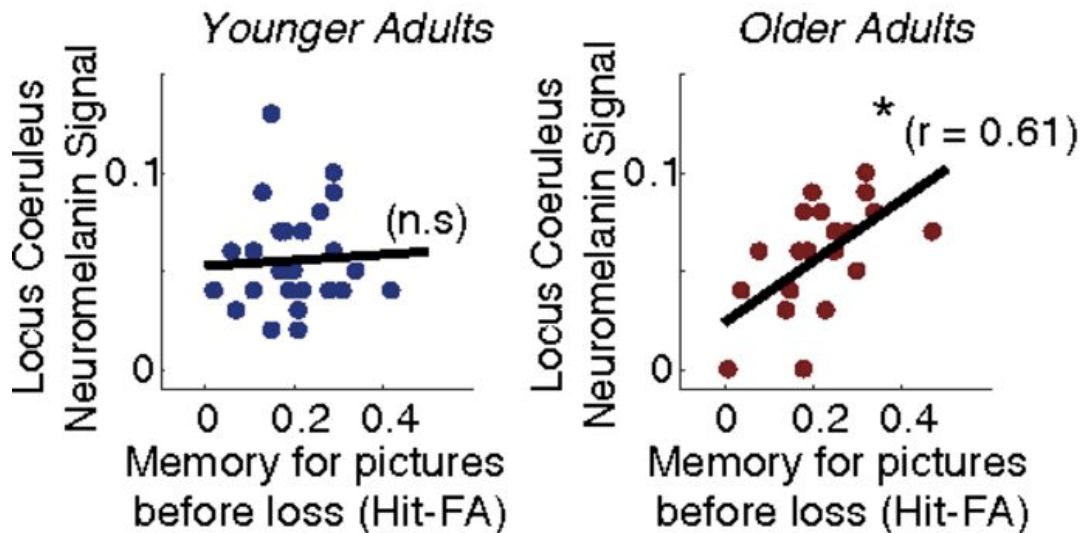 Younger Adults
Locus Coeruleus
Neuromelanin Signal
0.1
0
(n.s)
0
0.2
0.4
Memory for pictures
before loss (Hit-FA)
Older Adults
Locus Coeruleus
Neuromelanin Signal
0.1
0
*
(r = 0.61)
0
0.2
0.4
Memory for pictures
before loss (Hit-FA)